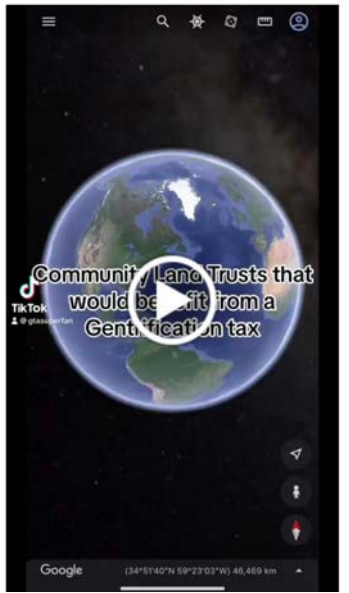 Community Land Trusts that
would benefit from a
Gentrification tax
TikTok
@gtasuperfan
Google
(34°51'40"N 59°23'03"W) 46,469 km